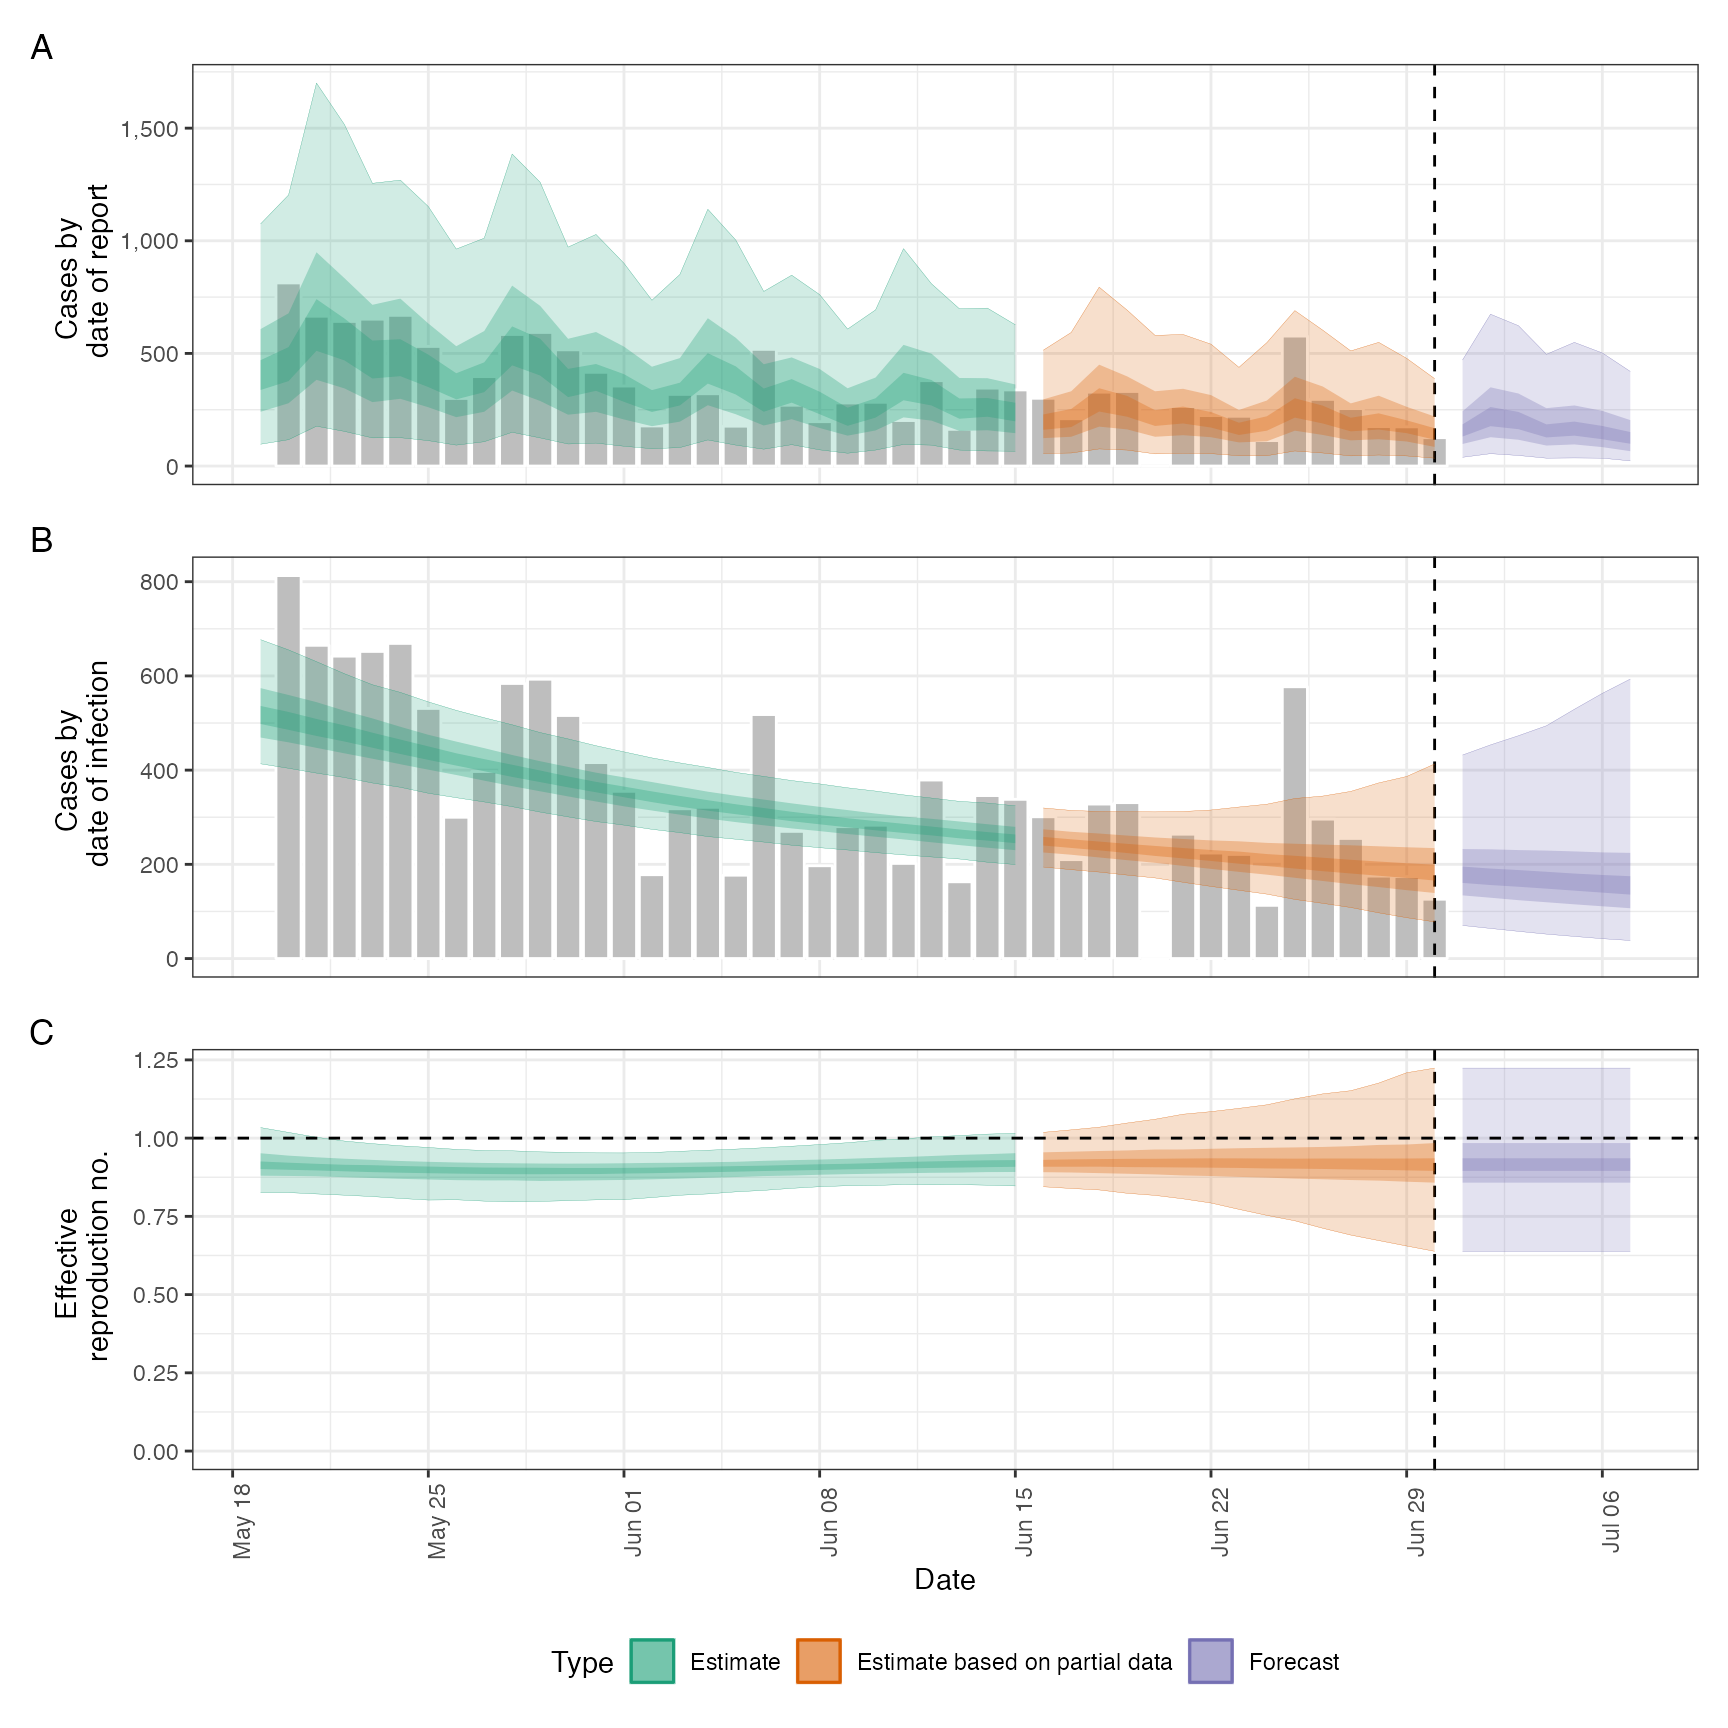 A
Cases by
date of report
1,500
1,000
500
0
B
Cases by
date of infection
800
600
400
200
0
C
Effective
reproduction no.
1.25
1.00
0.75
0.50
0.25
0.00
May 18
May 25
Jun 01
Jun 08
Jun 15
Jun 22
Jun 29
Jul 06
Date
Type
Estimate
Estimate based on partial data
Forecast